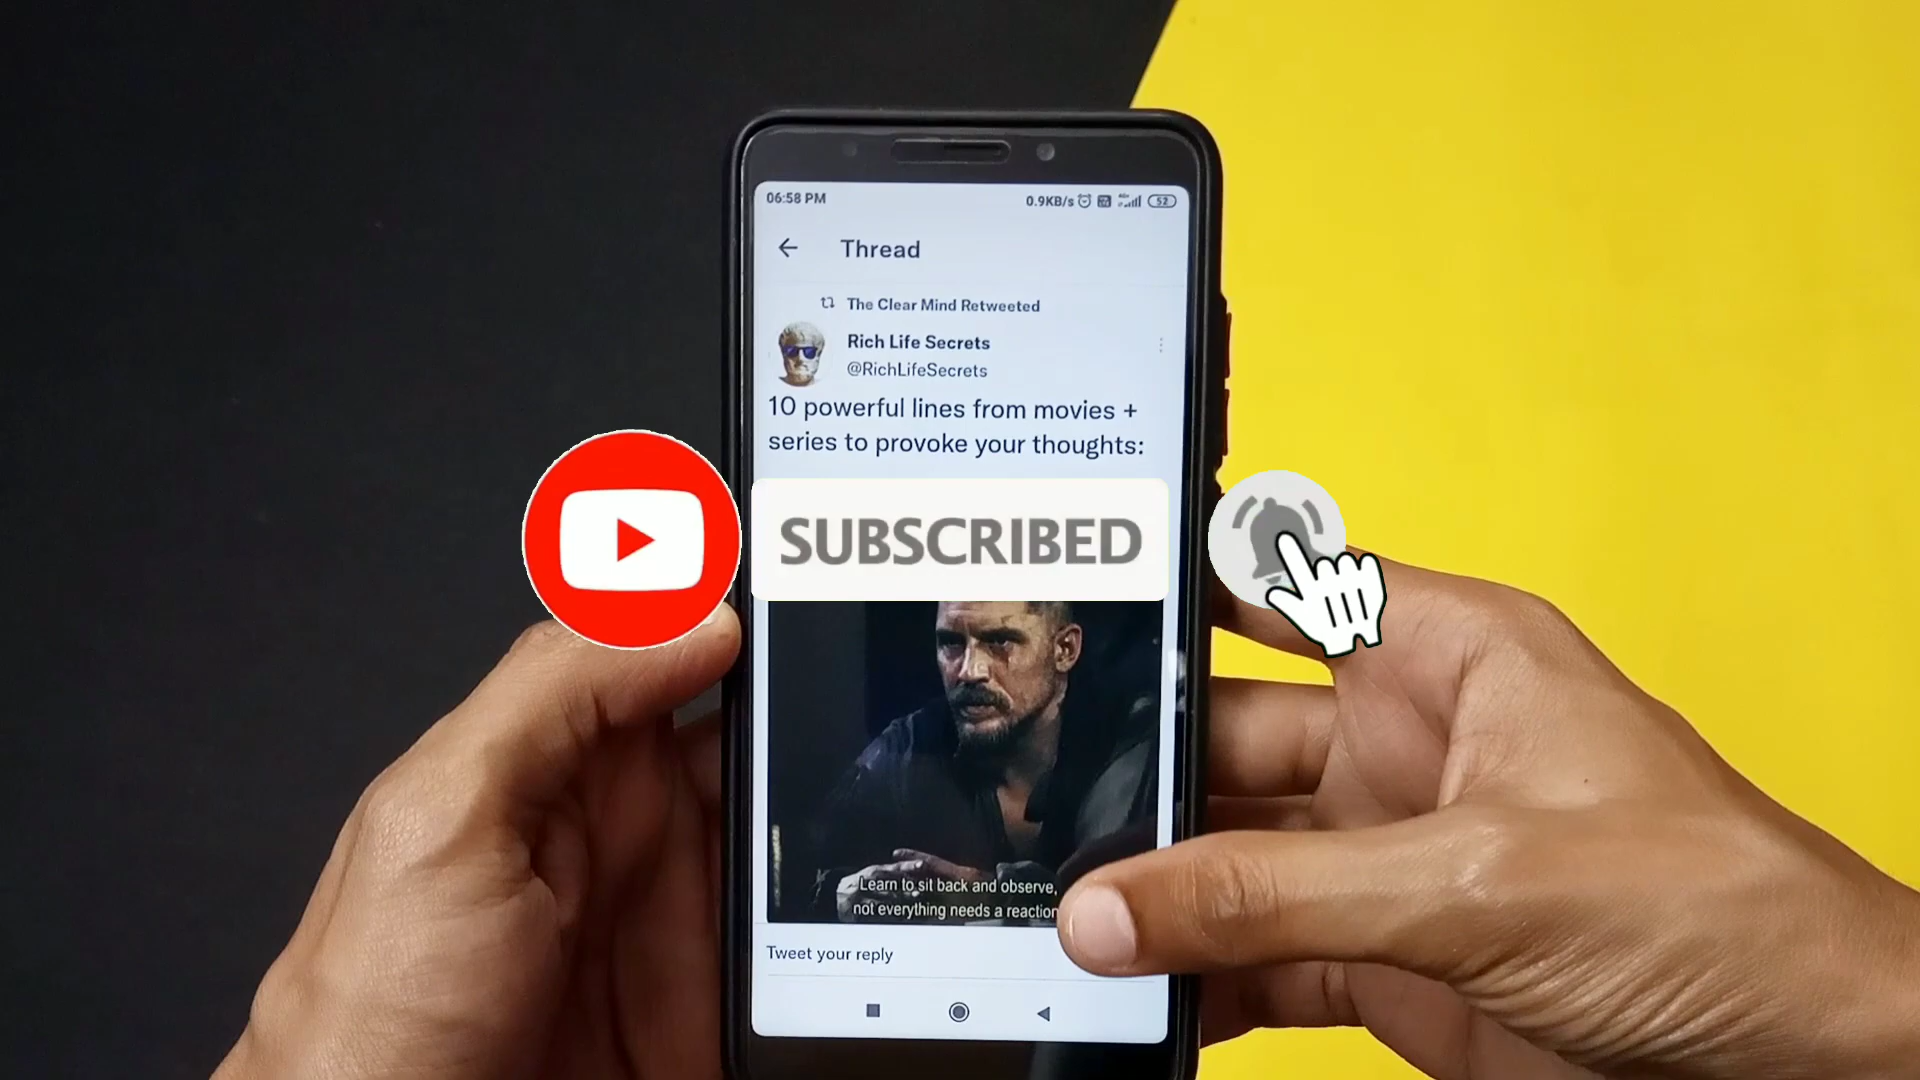 06:58 PM
0.9KB/s 52
Thread
The Clear Mind Retweeted
Rich Life Secrets
@RichLifeSecrets
10 powerful lines from movies +
series to provoke your thoughts:
SUBSCRIBED
Learn to sit back and observe,
not everything needs a reaction
Tweet your reply